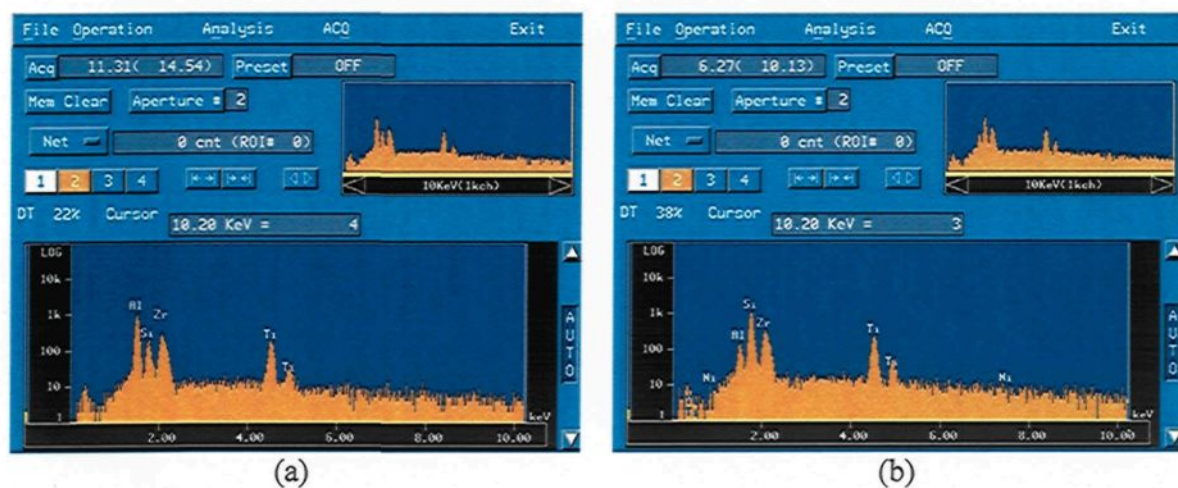 File Operation Analysis ACQ Exit
Acq 11.31( 14.54) Preset OFF
Mem Clear Aperture # 2
Net 0 cnt (ROI# 0)
1 2 3 4
10KeV(1kch)
DT 22% Cursor 10.20 KeV = 4
LOG
10k
1k
100
10
1
Al
Si
Zr
Ti
Ti
keV
2.00 4.00 6.00 8.00 10.00
AUTO
(a)
File Operation Analysis ACQ Exit
Acq 6.27( 10.13) Preset OFF
Mem Clear Aperture # 2
Net 0 cnt (ROI# 0)
1 2 3 4
10KeV(1kch)
DT 38% Cursor 10.20 KeV = 3
LOG
10k
1k
100
10
1
Ni
Al
Si
Zr
Ti
Ti
Ni
keV
2.00 4.00 6.00 8.00 10.00
AUTO
(b)